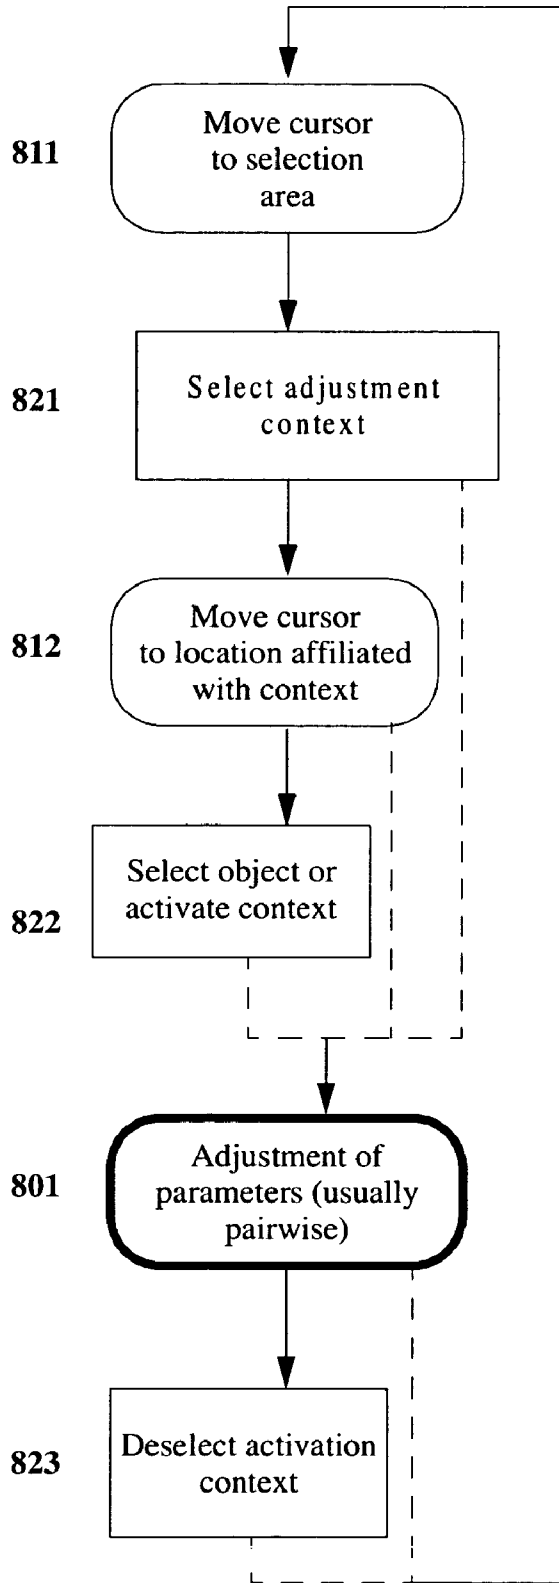 811
Move cursor
to selection
area
821
Select adjustment
context
812
Move cursor
to location affiliated
with context
822
Select object or
activate context
801
Adjustment of
parameters (usually
pairwise)
823
Deselect activation
context